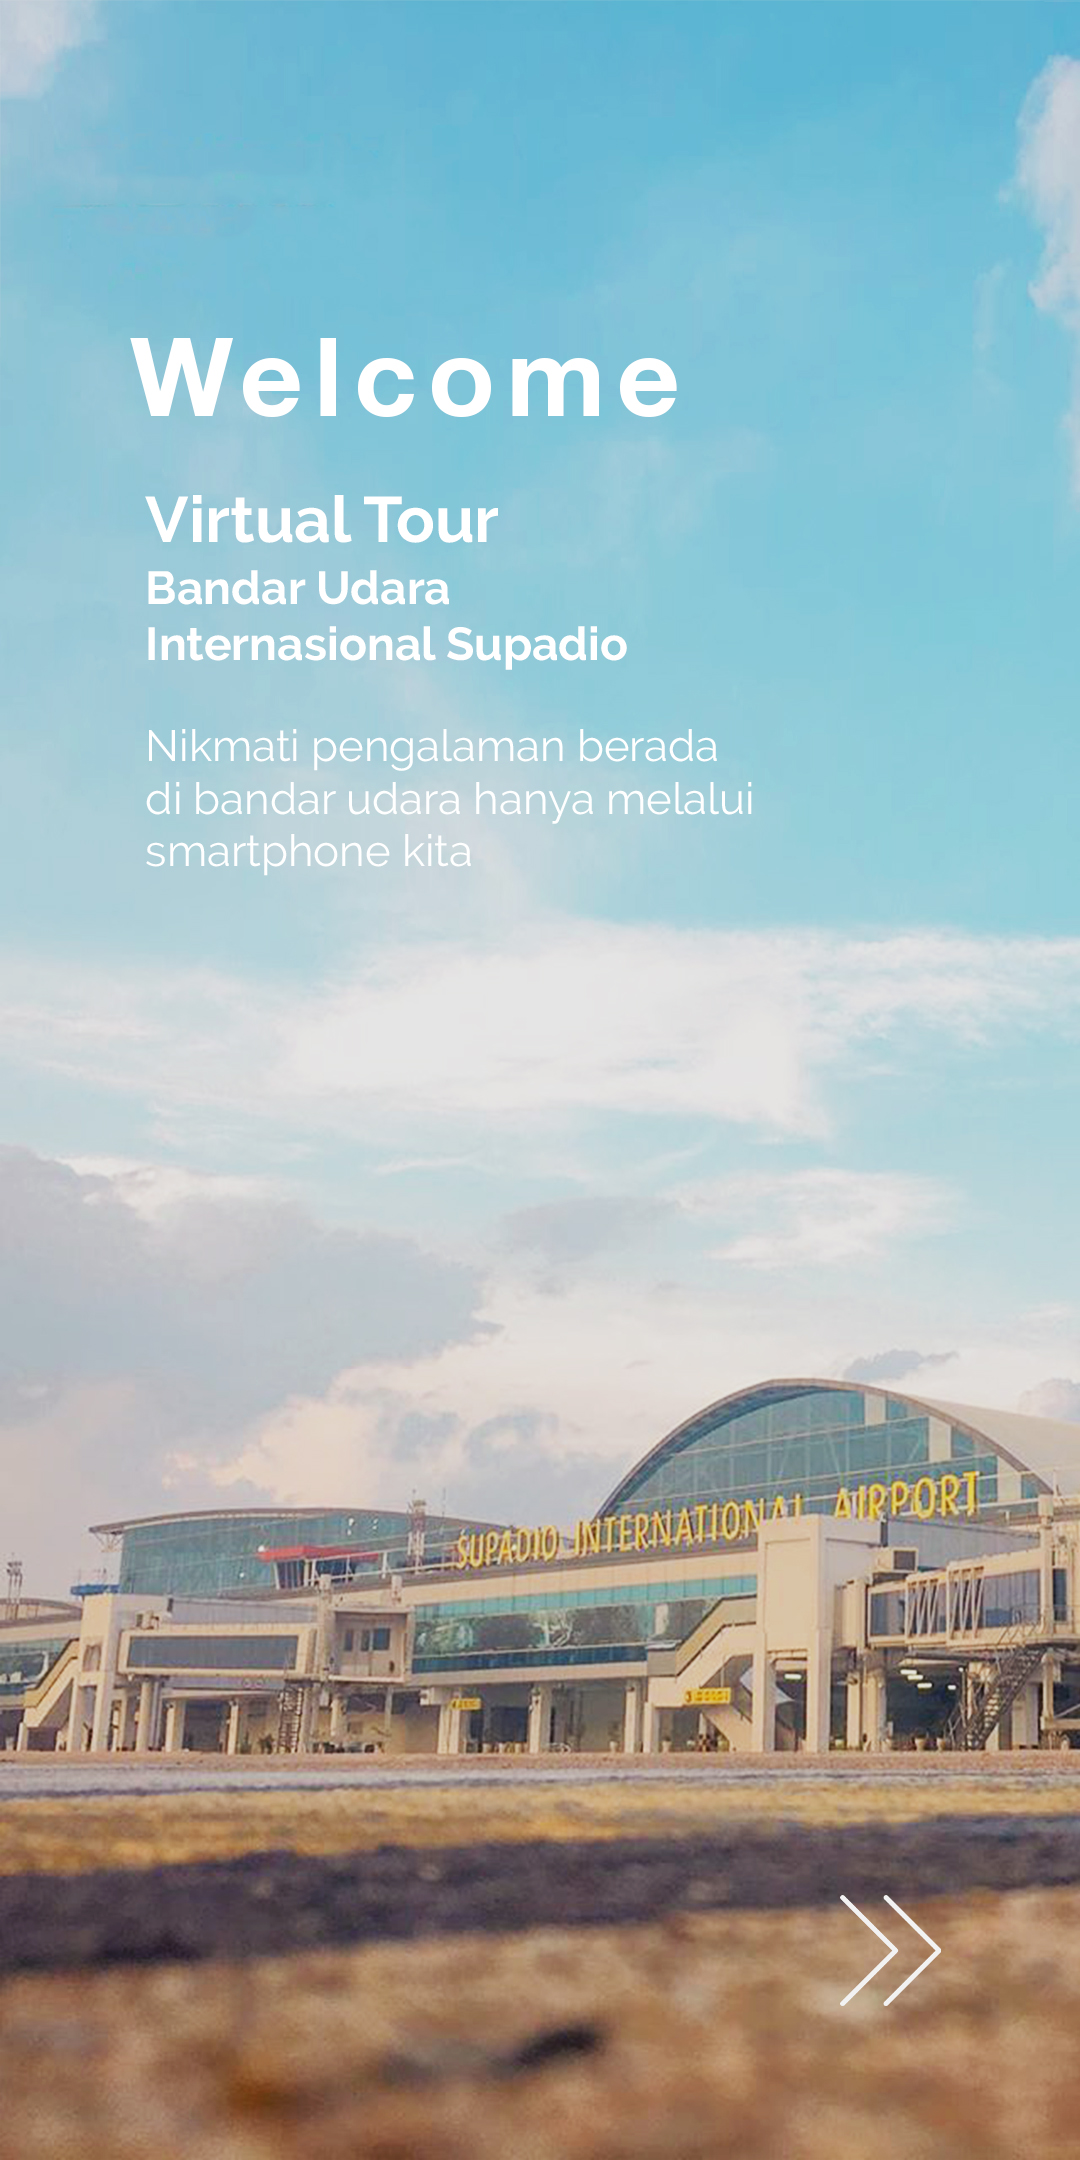 Welcome
Virtual Tour
Bandar Udara
Internasional Supadio
Nikmati pengalaman berada
di bandar udara hanya melalui
smartphone kita
SUPADIO INTERNATIONAL AIRPORT